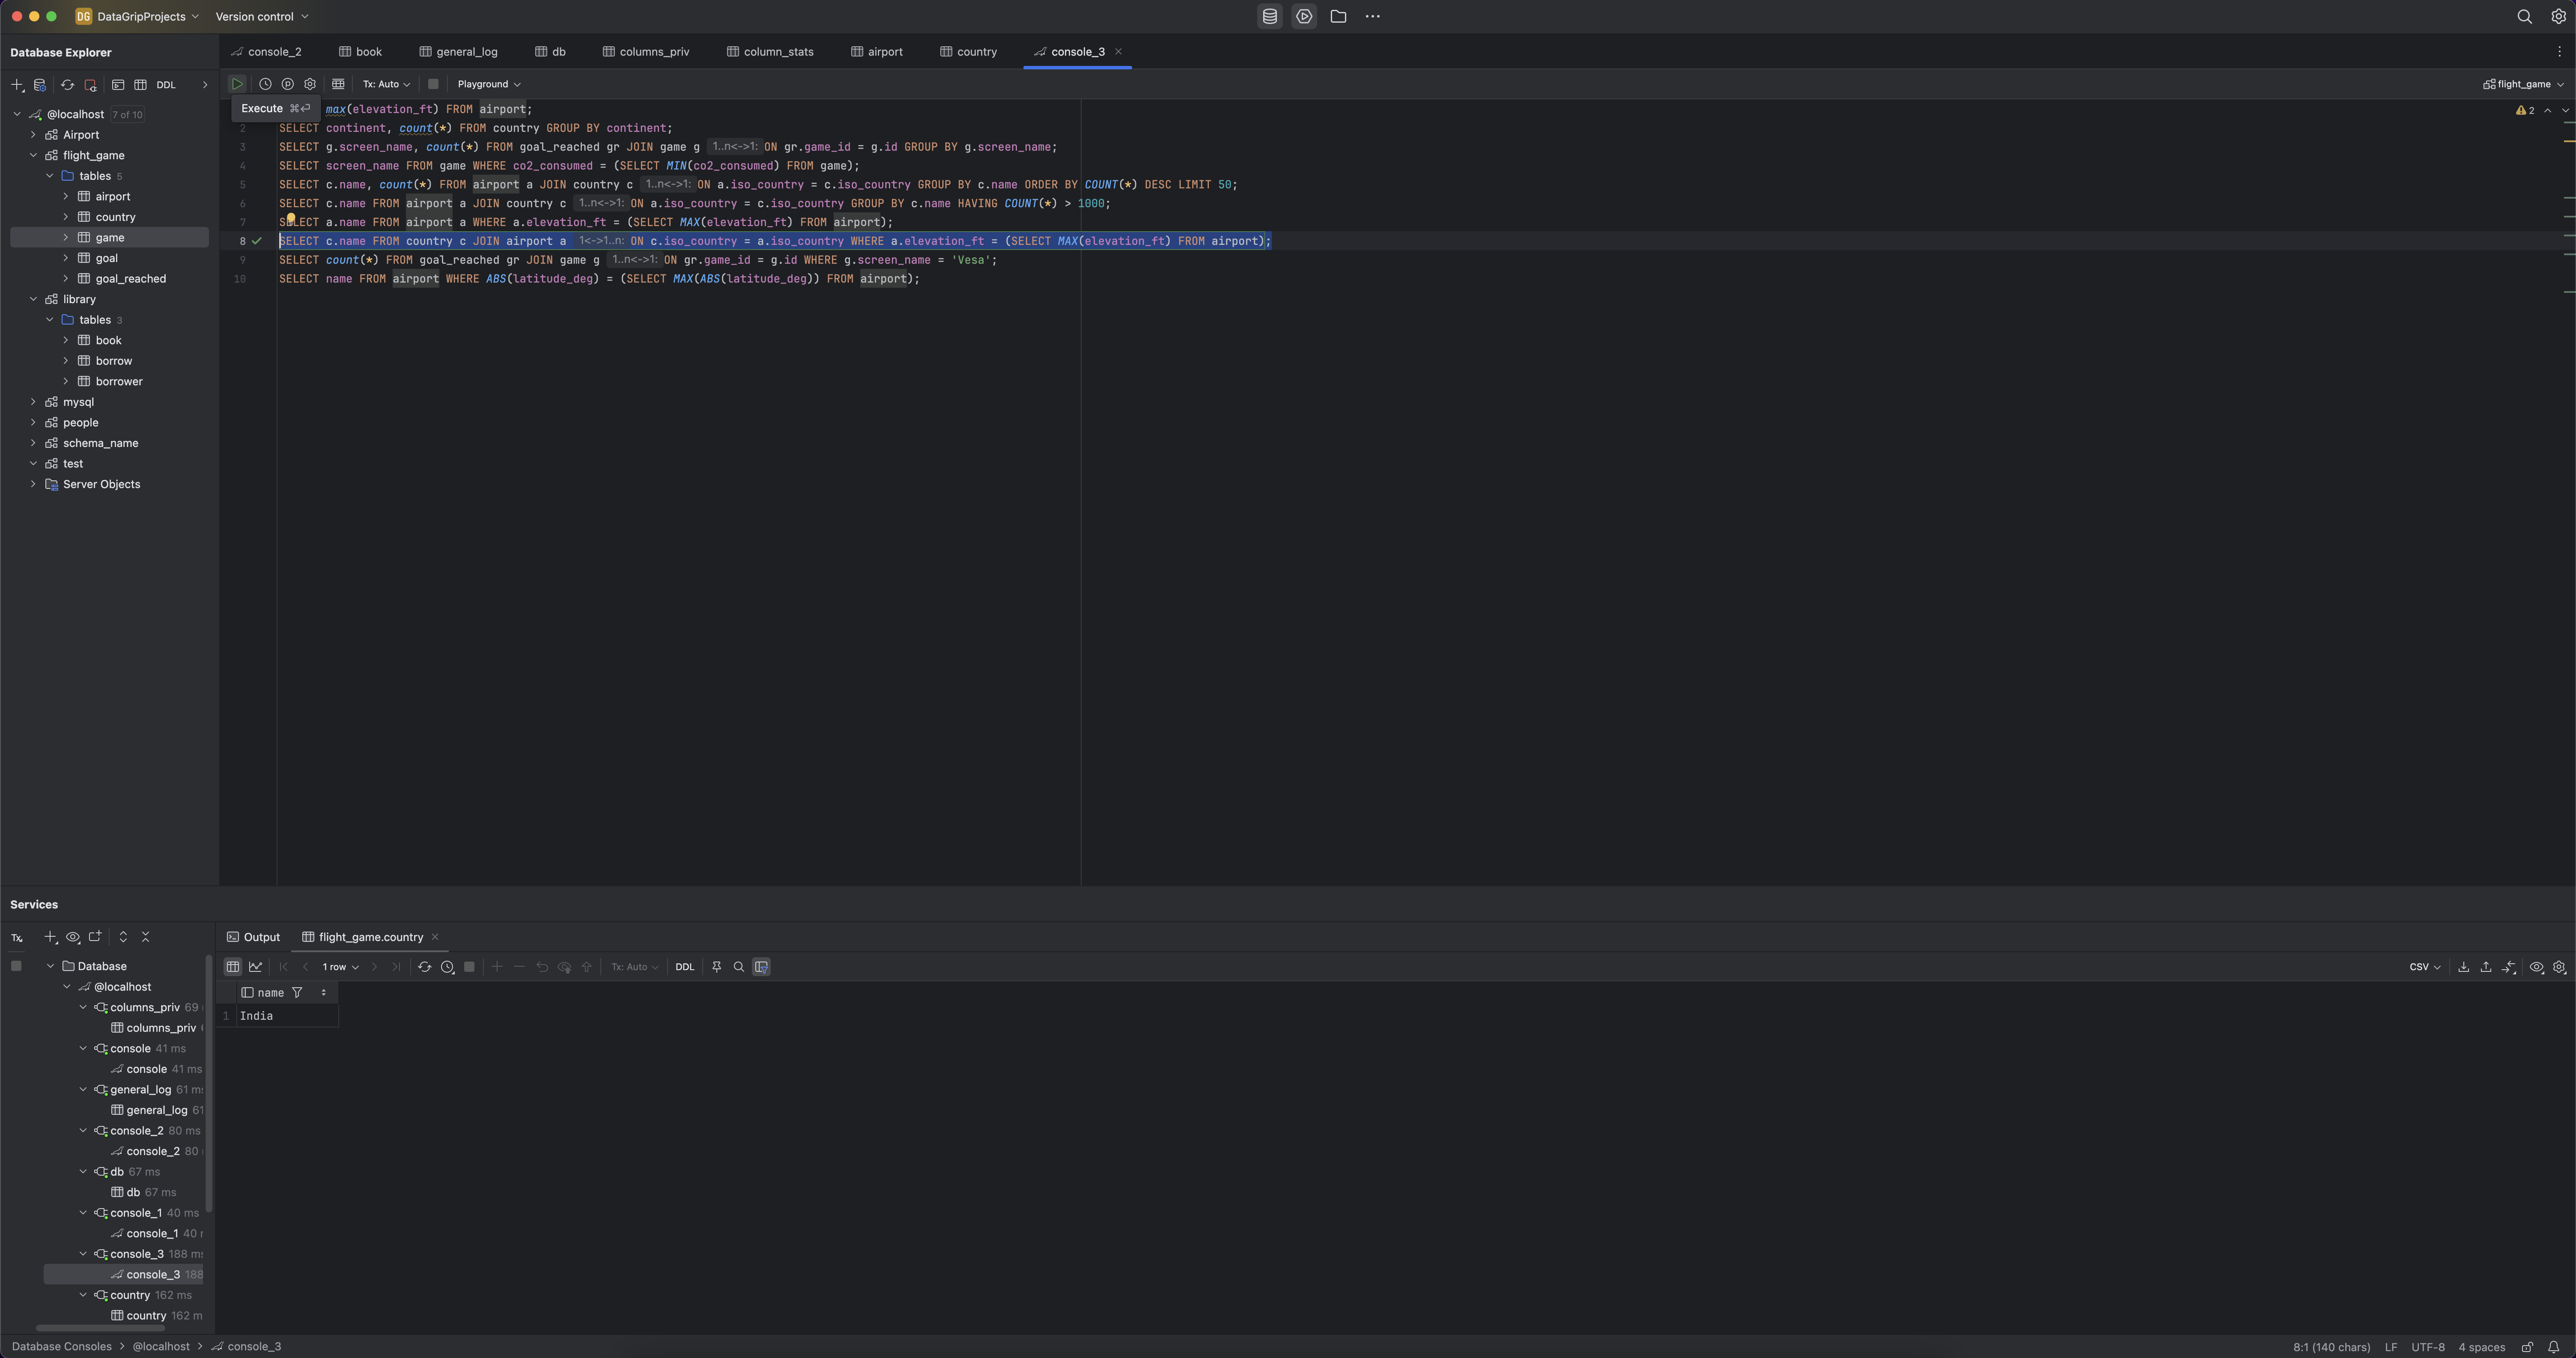 DG DataGripProjects Version control
Database Explorer
console_2 book general_log db columns_priv column_stats airport country console_3
DDL
Tx: Auto Playground flight_game
@localhost 7 of 10
Airport
flight_game
tables 5
airport
country
game
goal
goal_reached
library
tables 3
book
borrow
borrower
mysql
people
schema_name
test
Server Objects
Execute ⌘⏎
max(elevation_ft) FROM airport;
2 SELECT continent, count(*) FROM country GROUP BY continent;
3 SELECT g.screen_name, count(*) FROM goal_reached gr JOIN game g 1..n<->1: ON gr.game_id = g.id GROUP BY g.screen_name;
4 SELECT screen_name FROM game WHERE co2_consumed = (SELECT MIN(co2_consumed) FROM game);
5 SELECT c.name, count(*) FROM airport a JOIN country c 1..n<->1: ON a.iso_country = c.iso_country GROUP BY c.name ORDER BY COUNT(*) DESC LIMIT 50;
6 SELECT c.name FROM airport a JOIN country c 1..n<->1: ON a.iso_country = c.iso_country GROUP BY c.name HAVING COUNT(*) > 1000;
7 SELECT a.name FROM airport a WHERE a.elevation_ft = (SELECT MAX(elevation_ft) FROM airport);
8 SELECT c.name FROM country c JOIN airport a 1<->1..n: ON c.iso_country = a.iso_country WHERE a.elevation_ft = (SELECT MAX(elevation_ft) FROM airport);
9 SELECT count(*) FROM goal_reached gr JOIN game g 1..n<->1: ON gr.game_id = g.id WHERE g.screen_name = 'Vesa';
10 SELECT name FROM airport WHERE ABS(latitude_deg) = (SELECT MAX(ABS(latitude_deg)) FROM airport);
2
Services
Tx
Database
@localhost
columns_priv 69
columns_priv
console 41 ms
console 41 ms
general_log 61 ms
general_log 61
console_2 80 ms
console_2 80
db 67 ms
db 67 ms
console_1 40 ms
console_1 40
console_3 188 ms
console_3 188
country 162 ms
country 162 m
Output flight_game.country
1 row Tx: Auto DDL CSV
name
1 India
Database Consoles > @localhost > console_3
8:1 (140 chars) LF UTF-8 4 spaces